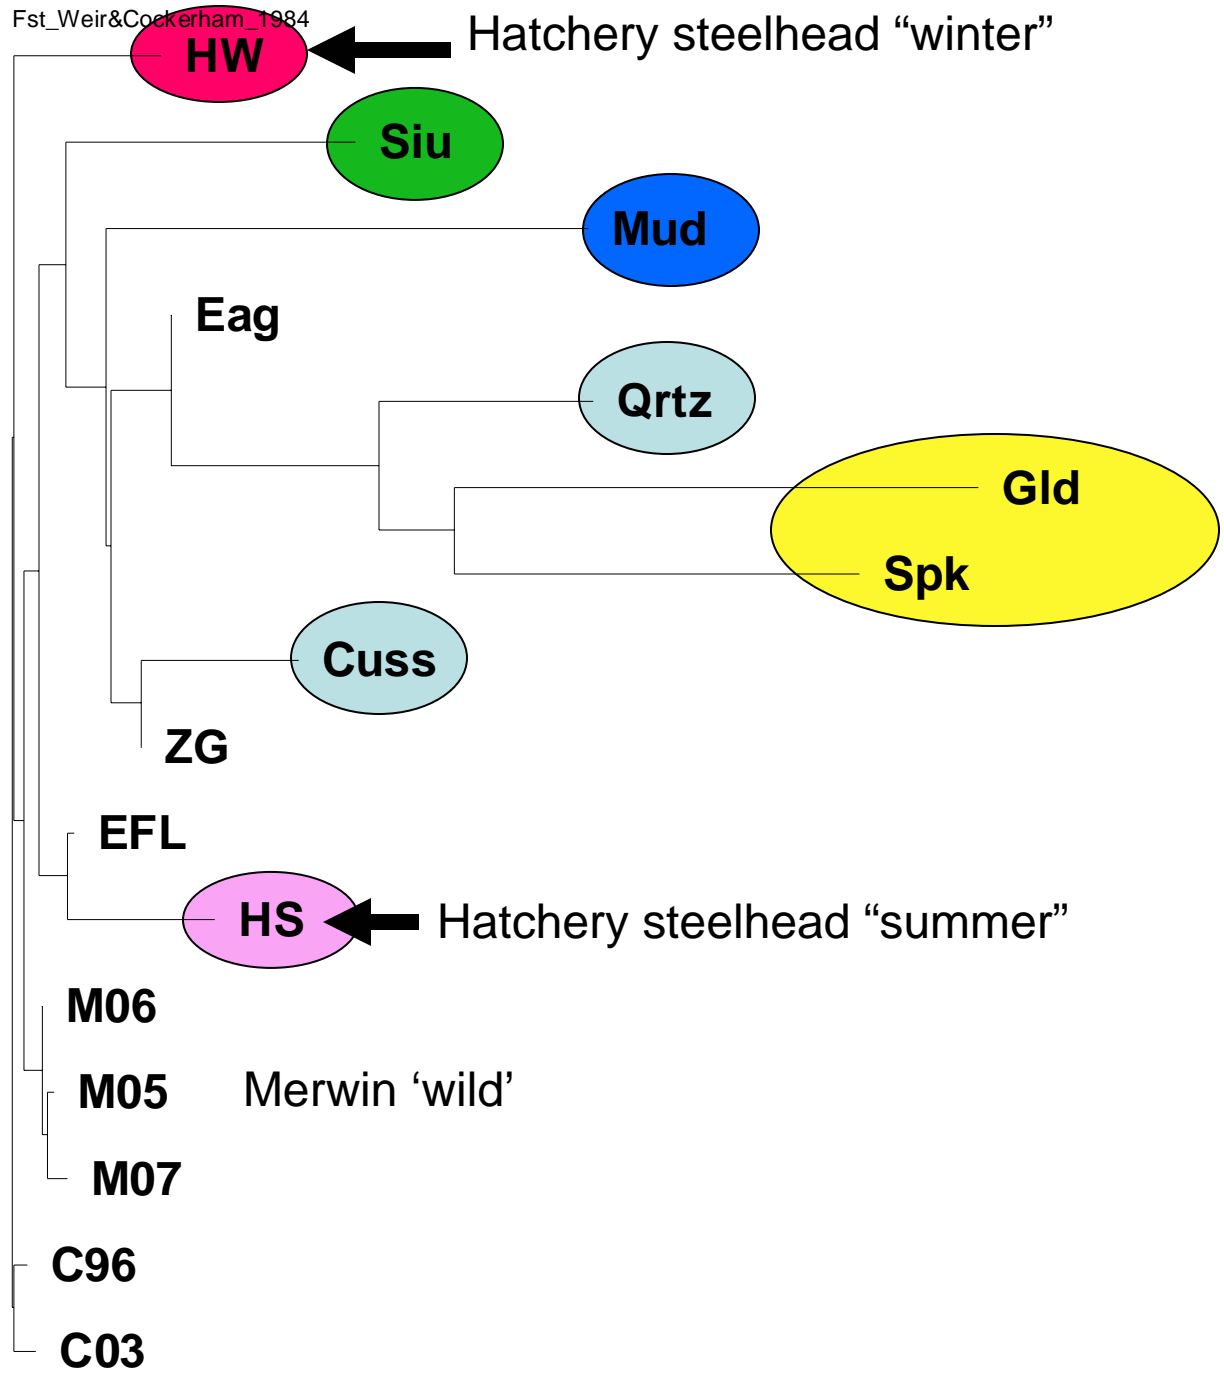 Fst_Weir&Cockerham_1984
HW
Hatchery steelhead “winter”
Siu
Mud
Eag
Qrtz
Gld
Spk
Cuss
ZG
EFL
HS
Hatchery steelhead “summer”
M06
M05
Merwin ‘wild’
M07
C96
C03